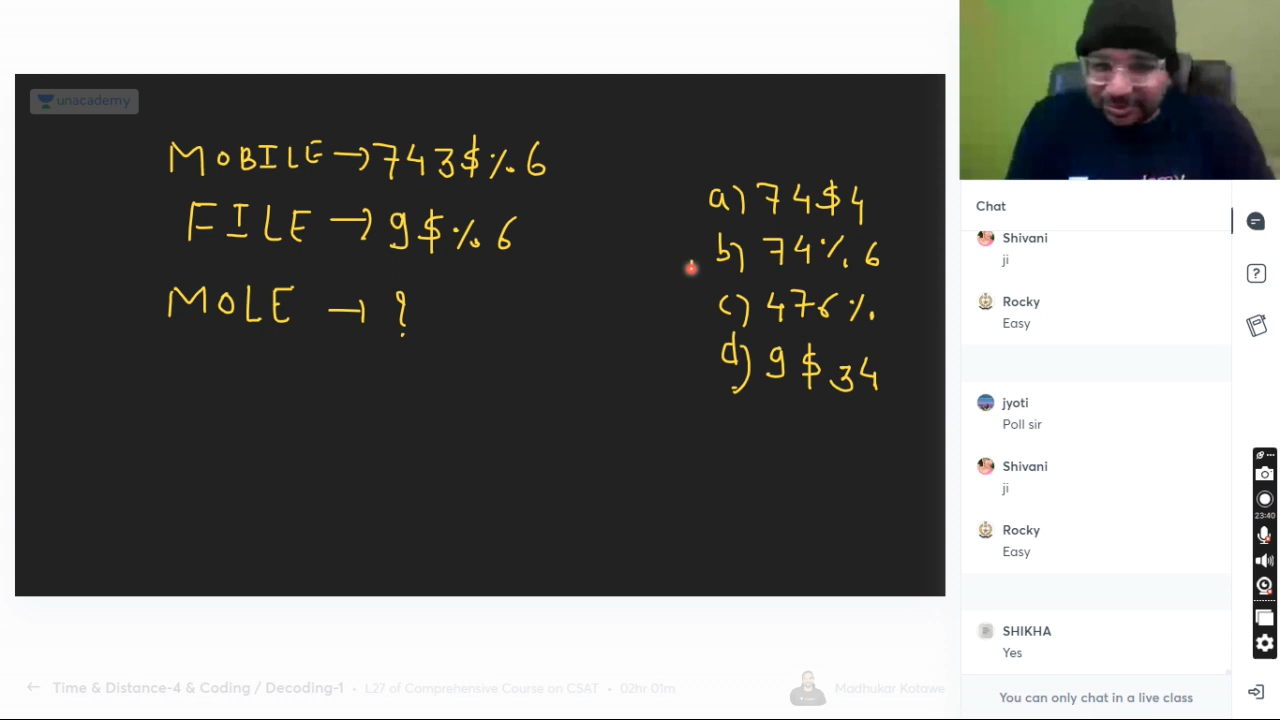 unacademy
MOBILE → 743$%6
FILE → 9$%6
MOLE → ?
a) 74$4
b) 74%6
c) 476%
d) 9$34
Chat
Shivani
ji
Rocky
Easy
jyoti
Poll sir
Shivani
ji
Rocky
Easy
SHIKHA
Yes
You can only chat in a live class
23:40
← Time & Distance-4 & Coding / Decoding-1 • L27 of Comprehensive Course on CSAT • 02hr 01m
Madhukar Kotawe